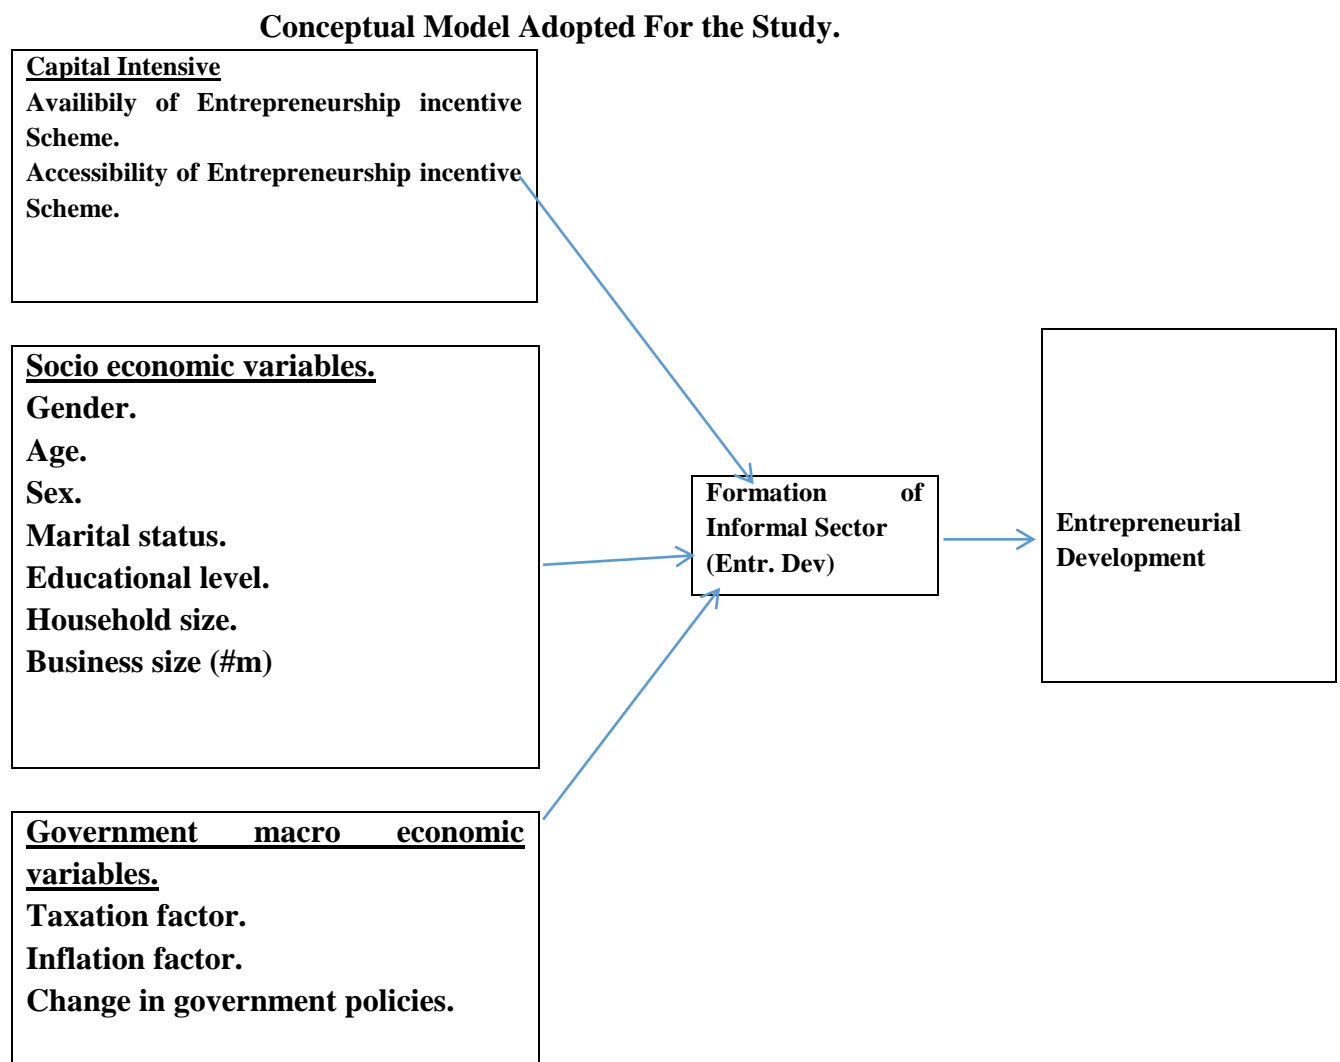 Conceptual Model Adopted For the Study.
Capital Intensive
Availibily of Entrepreneurship incentive
Scheme.
Accessibility of Entrepreneurship incentive
Scheme.
Socio economic variables.
Gender.
Age.
Sex.
Marital status.
Educational level.
Household size.
Business size (#m)
Government macro economic
variables.
Taxation factor.
Inflation factor.
Change in government policies.
Formation of
Informal Sector
(Entr. Dev)
Entrepreneurial
Development